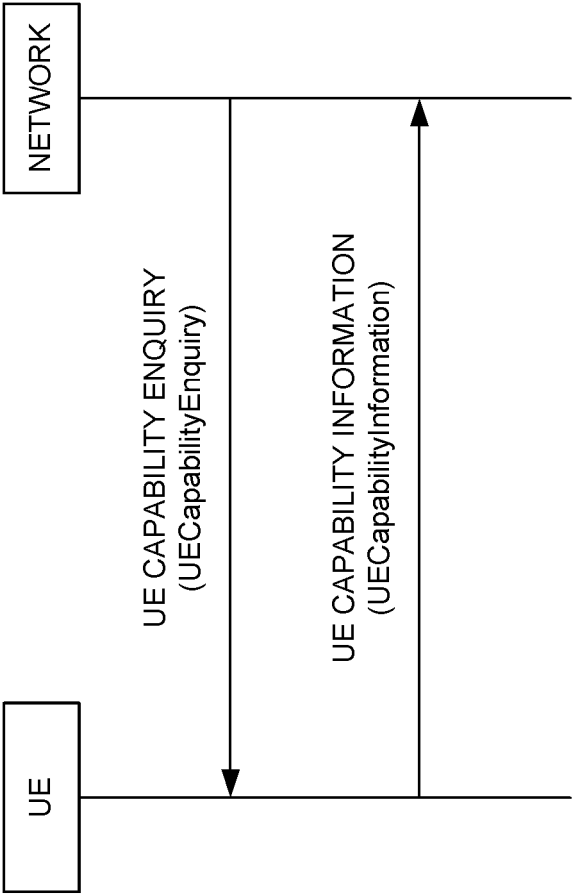 UE
NETWORK
UE CAPABILITY ENQUIRY
(UECapabilityEnquiry)
UE CAPABILITY INFORMATION
(UECapabilityInformation)